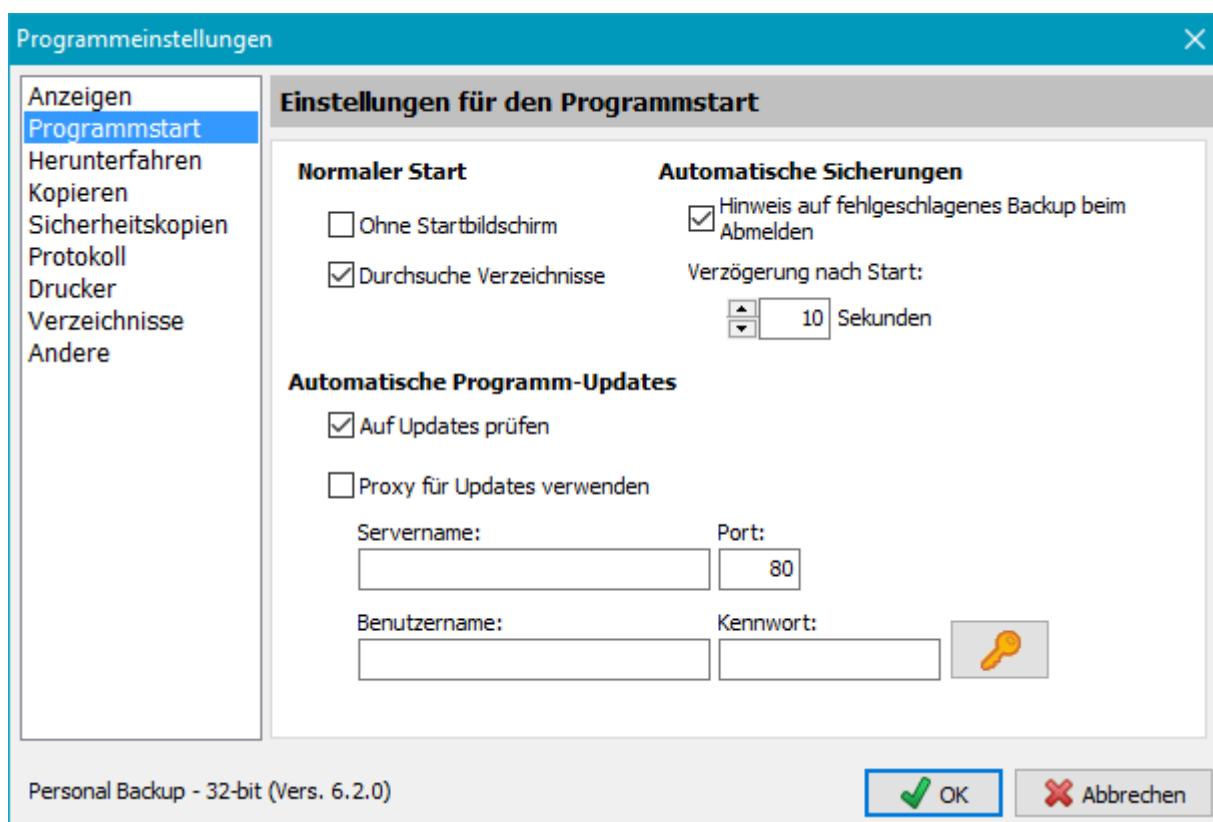 Programmeinstellungen
Anzeigen
Programmstart
Herunterfahren
Kopieren
Sicherheitskopien
Protokoll
Drucker
Verzeichnisse
Andere
Einstellungen für den Programmstart
Normaler Start
Ohne Startbildschirm
Durchsuche Verzeichnisse
Automatische Sicherungen
Hinweis auf fehlgeschlagenes Backup beim
Abmelden
Verzögerung nach Start:
10 Sekunden
Automatische Programm-Updates
Auf Updates prüfen
Proxy für Updates verwenden
Servername: Port:
80
Benutzername: Kennwort:
Personal Backup - 32-bit (Vers. 6.2.0)
OK
Abbrechen